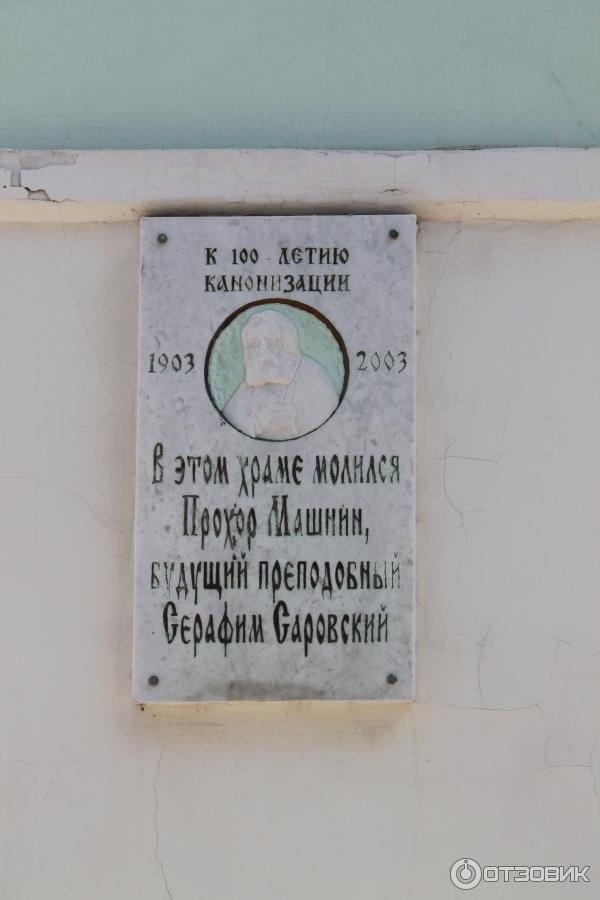 К 100-ЛЕТИЮ
КАНОНИЗАЦИИ
1903 2003
В этом храме молился
Прохор Машнин,
будущий преподобный
Серафим Саровский
ОТЗОВИК